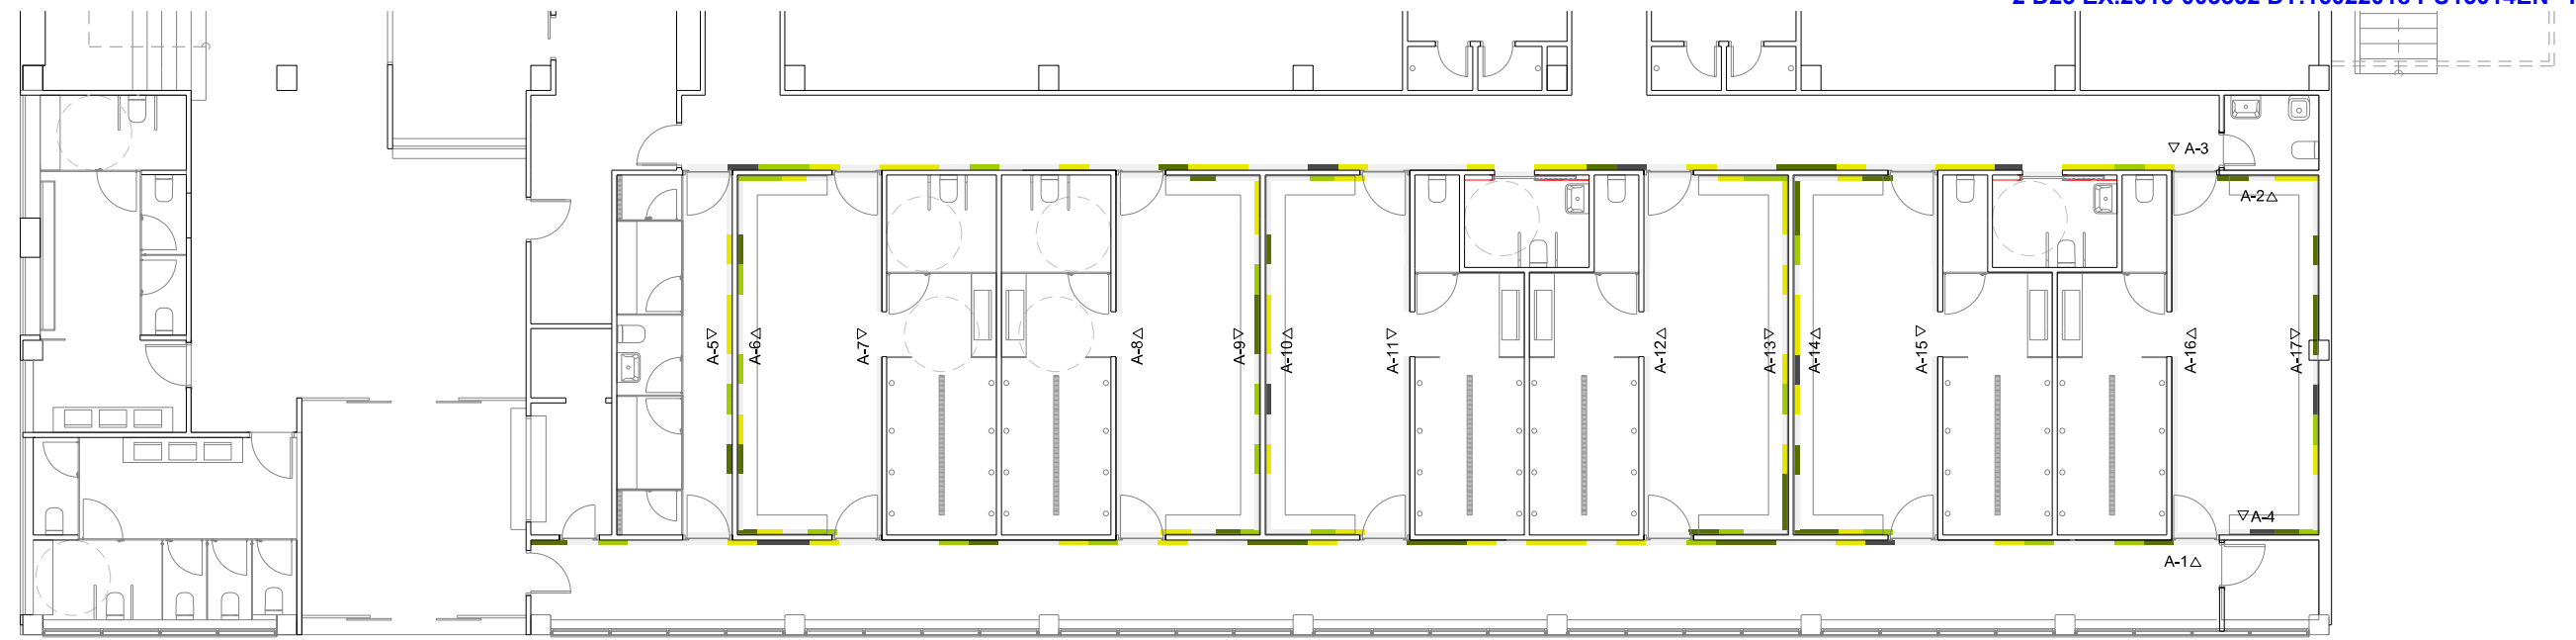 ▽ A-3
A-2△
A-5▽
A-6△
A-7▽
A-8△
A-9▽
A-10△
A-11▽
A-12△
A-13▽
A-14△
A-15▽
A-16△
A-17▽
▽A-4
A-1△